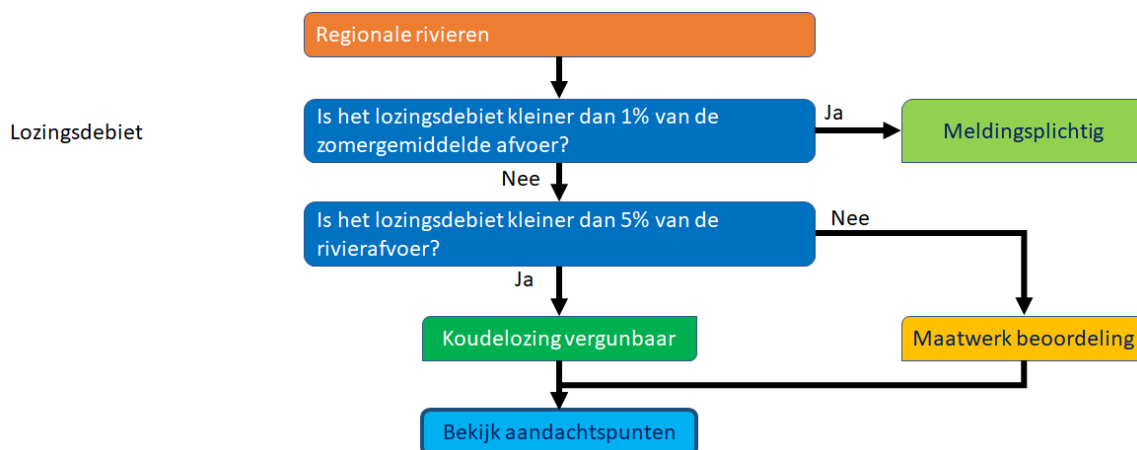 Regionale rivieren
Lozingsdebiet
Is het lozingsdebiet kleiner dan 1% van de
zomergemiddelde afvoer?
Ja
Meldingsplichtig
Nee
Is het lozingsdebiet kleiner dan 5% van de
rivierafvoer?
Nee
Ja
Koudelozing vergunbaar
Maatwerk beoordeling
Bekijk aandachtspunten